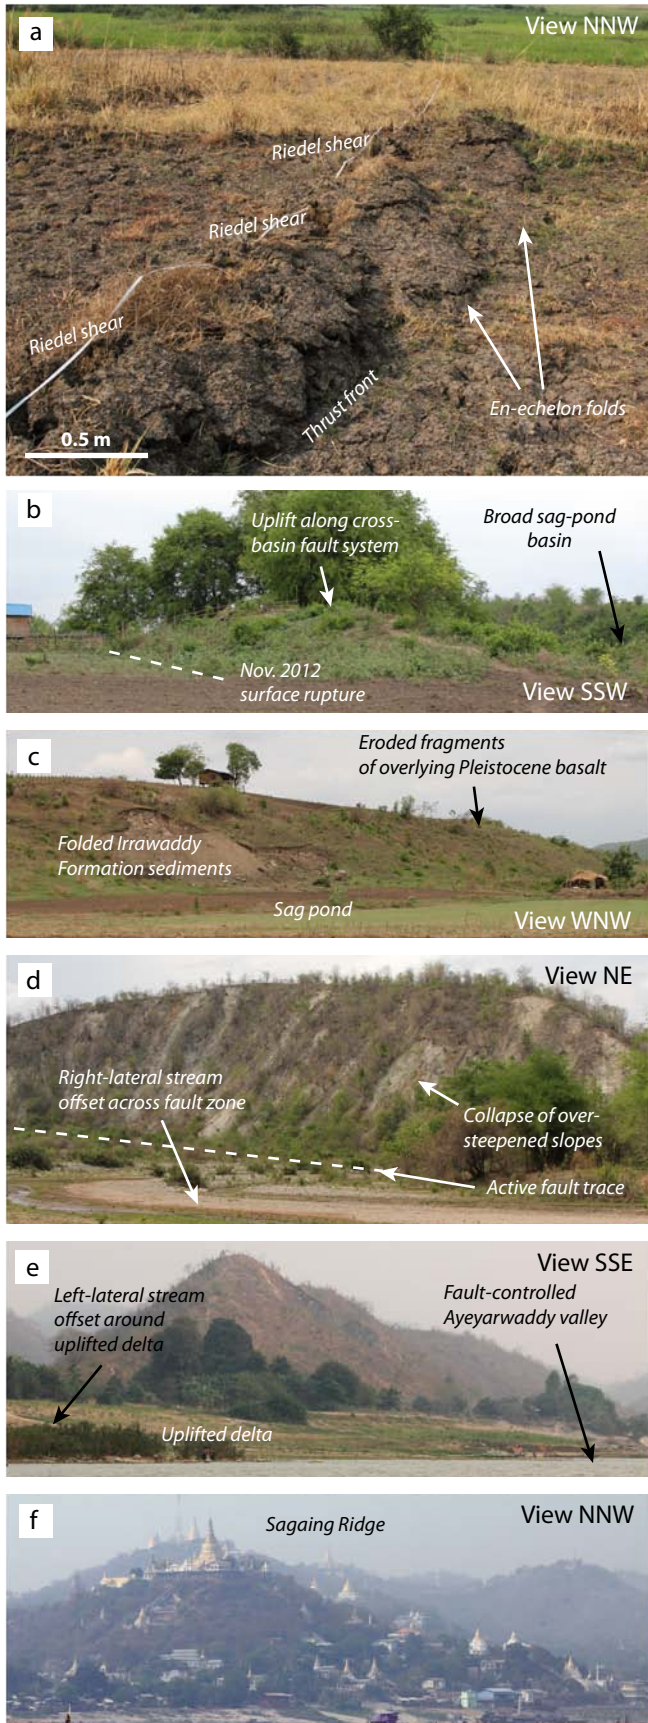 a
View NNW
Riedel shear
Riedel shear
Riedel shear
Thrust front
En-echelon folds
0.5 m
b
Uplift along cross-
basin fault system
Broad sag-pond
basin
Nov. 2012
surface rupture
View SSW
c
Eroded fragments
of overlying Pleistocene basalt
Folded Irrawaddy
Formation sediments
Sag pond
View WNW
d
View NE
Right-lateral stream
offset across fault zone
Collapse of over-
steepened slopes
Active fault trace
e
View SSE
Left-lateral stream
offset around
uplifted delta
Fault-controlled
Ayeyarwaddy valley
Uplifted delta
f
Sagaing Ridge
View NNW